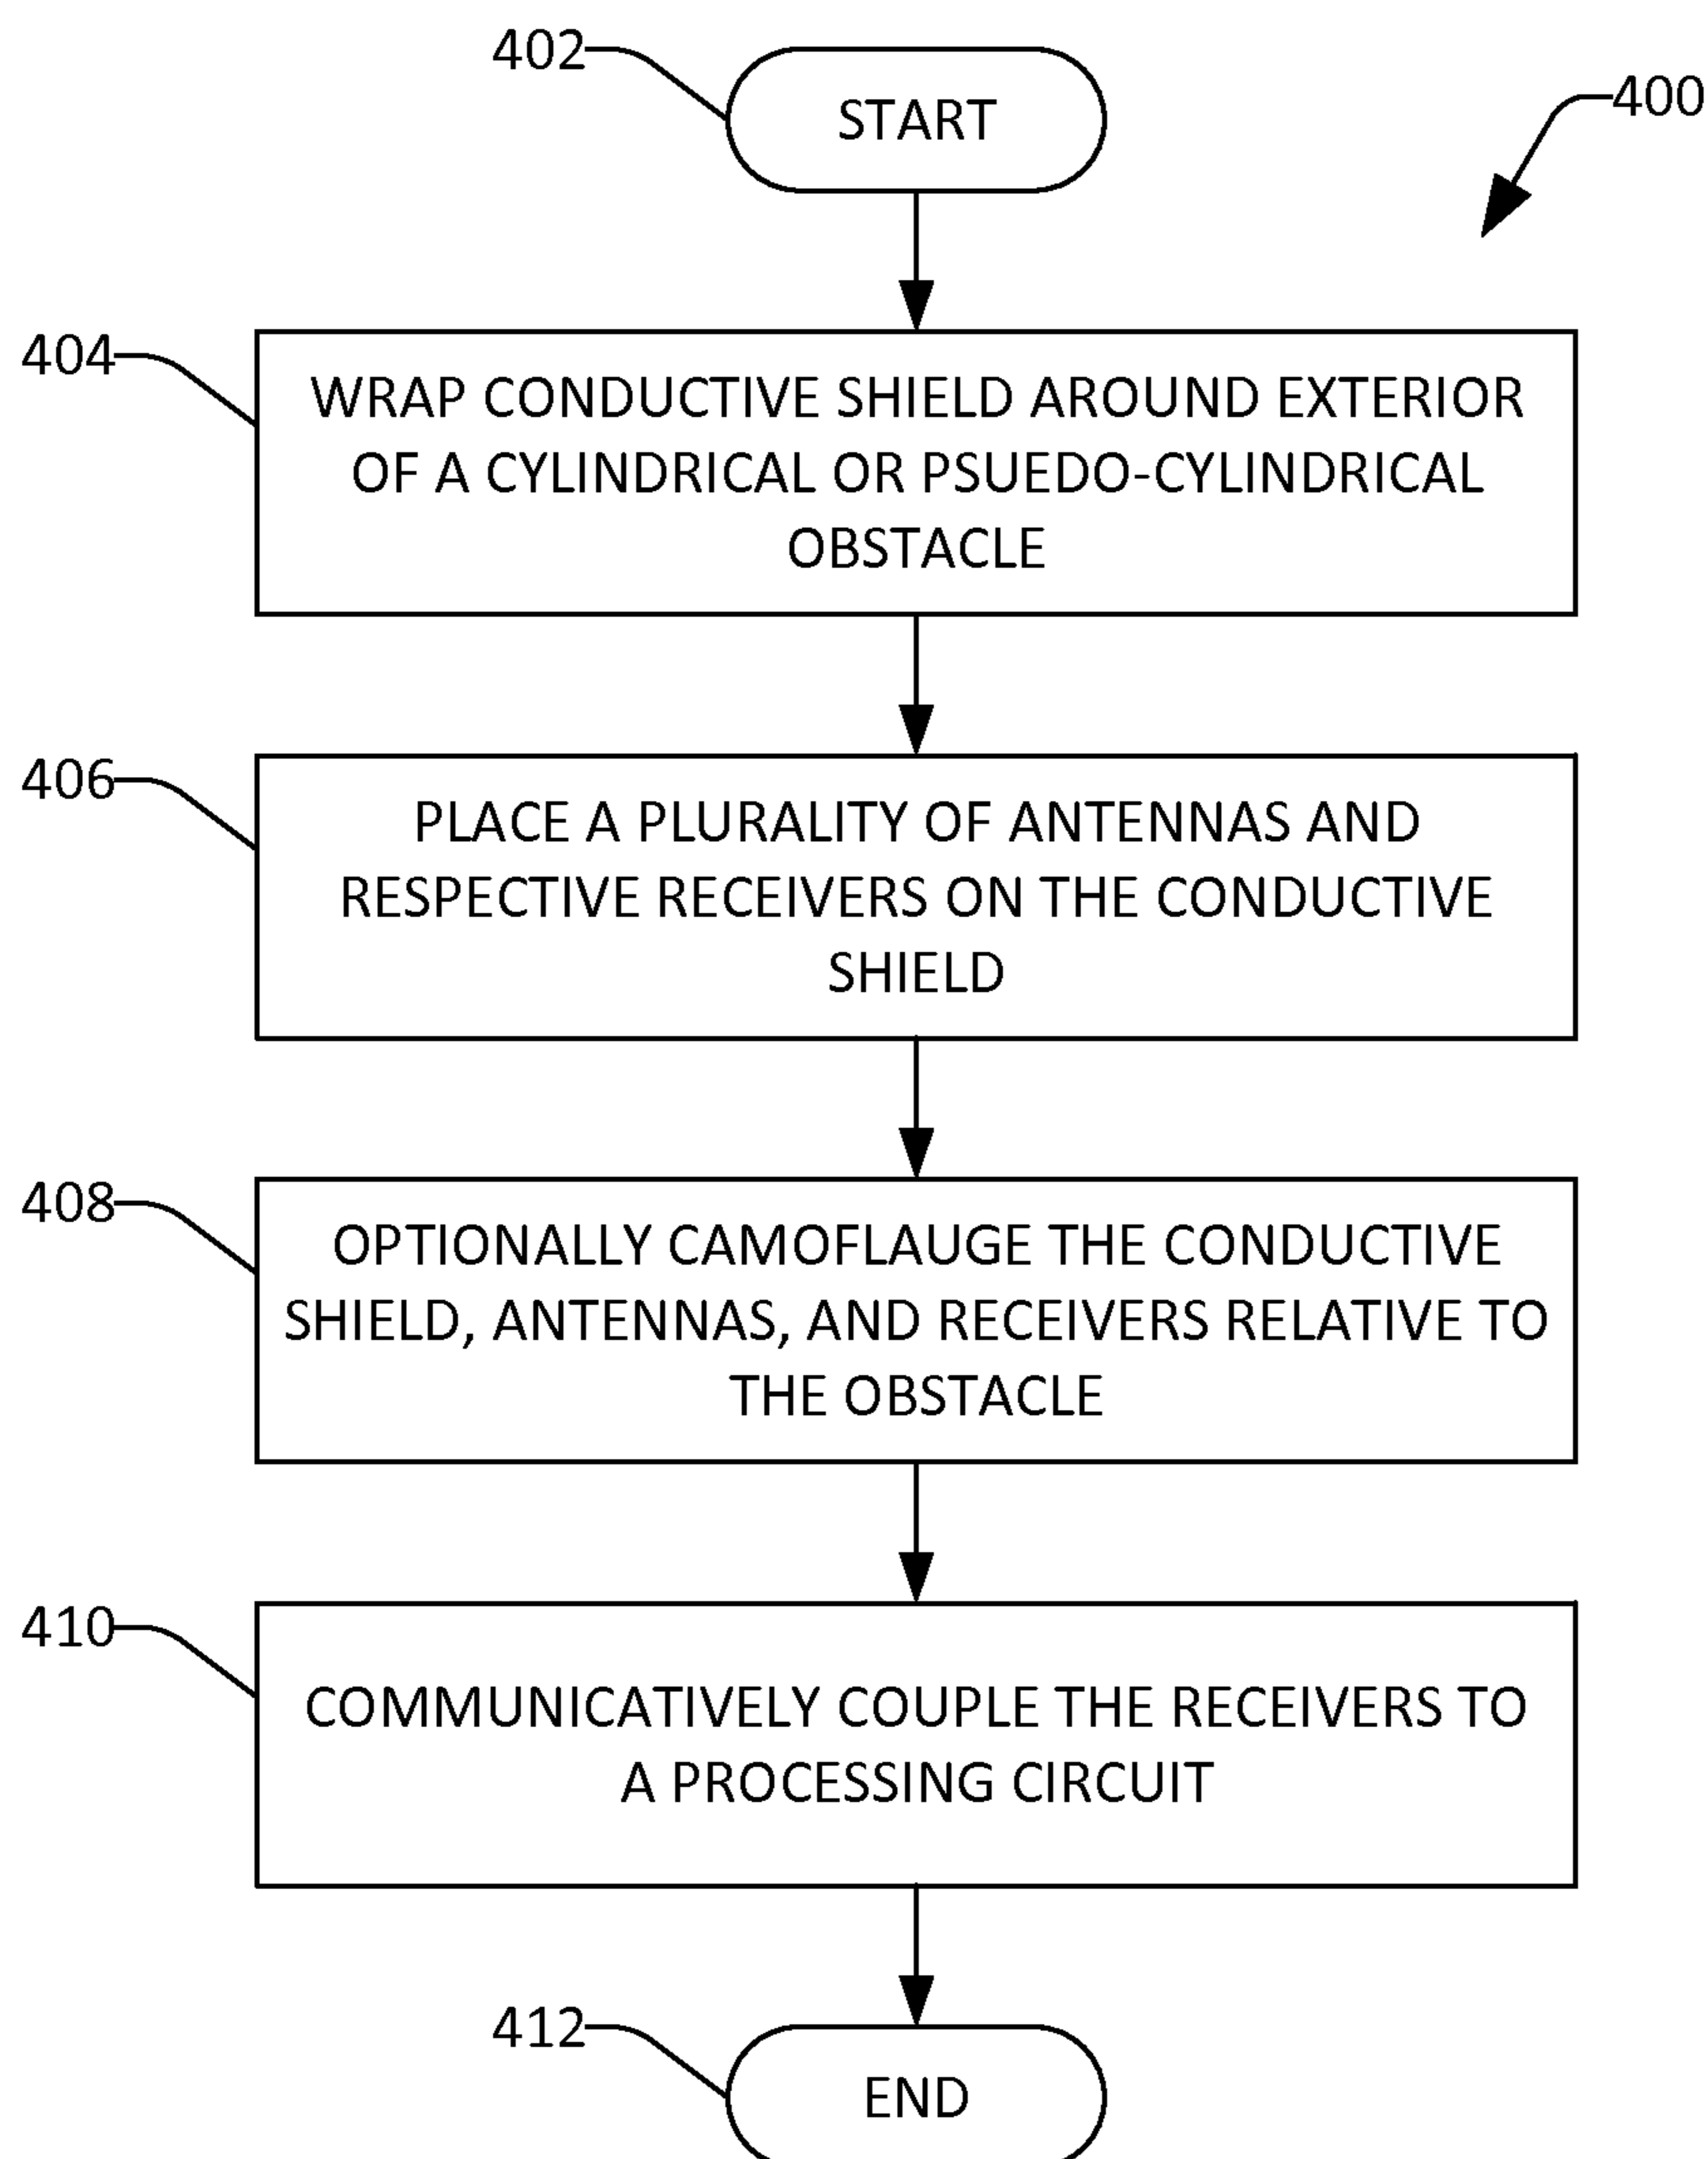 402
START
400
404
WRAP CONDUCTIVE SHIELD AROUND EXTERIOR
OF A CYLINDRICAL OR PSUEDO-CYLINDRICAL
OBSTACLE
406
PLACE A PLURALITY OF ANTENNAS AND
RESPECTIVE RECEIVERS ON THE CONDUCTIVE
SHIELD
408
OPTIONALLY CAMOFLAUGE THE CONDUCTIVE
SHIELD, ANTENNAS, AND RECEIVERS RELATIVE TO
THE OBSTACLE
410
COMMUNICATIVELY COUPLE THE RECEIVERS TO
A PROCESSING CIRCUIT
412
END